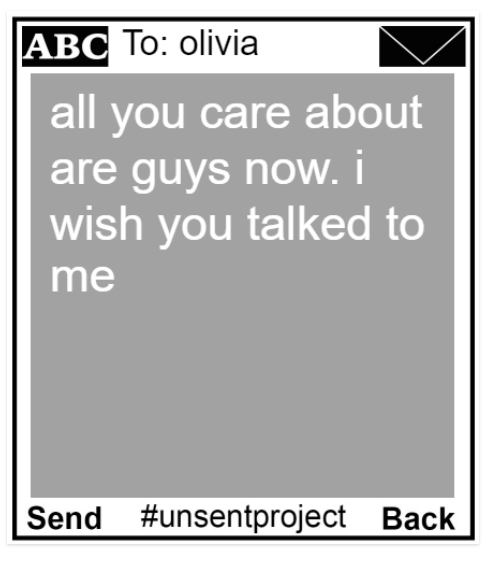 ABC To: olivia
all you care about
are guys now. i
wish you talked to
me
Send #unsentproject Back